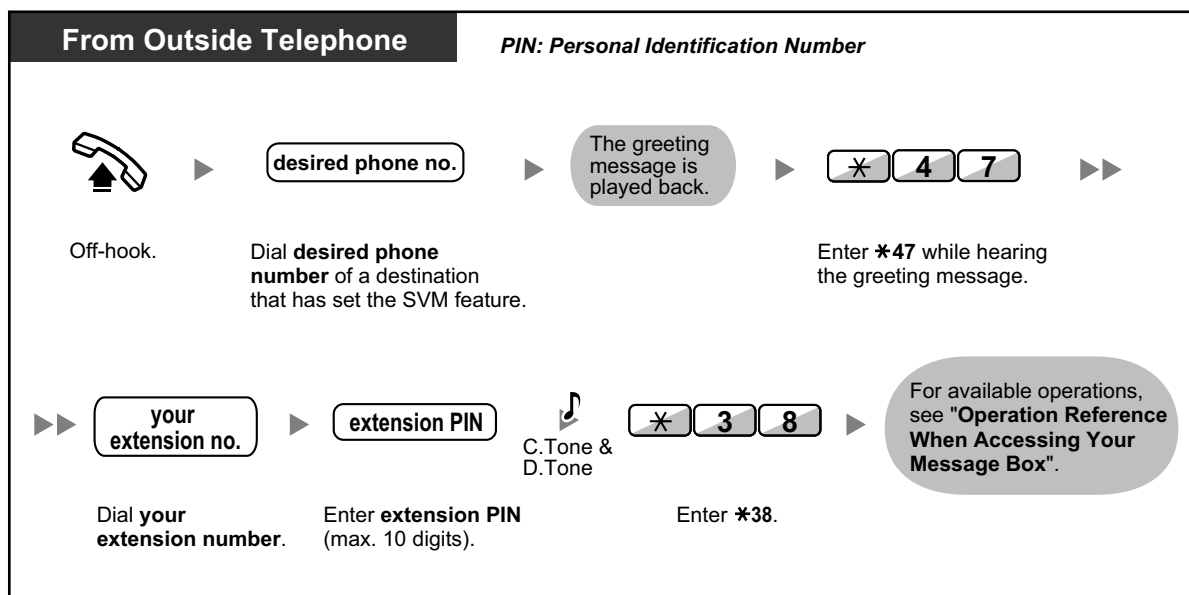 From Outside Telephone
PIN: Personal Identification Number
desired phone no.
The greeting
message is
played back.
* 4 7
Off-hook.
Dial desired phone
number of a destination
that has set the SVM feature.
Enter *47 while hearing
the greeting message.
your
extension no.
extension PIN
C.Tone &
D.Tone
* 3 8
For available operations,
see "Operation Reference
When Accessing Your
Message Box".
Dial your
extension number.
Enter extension PIN
(max. 10 digits).
Enter *38.